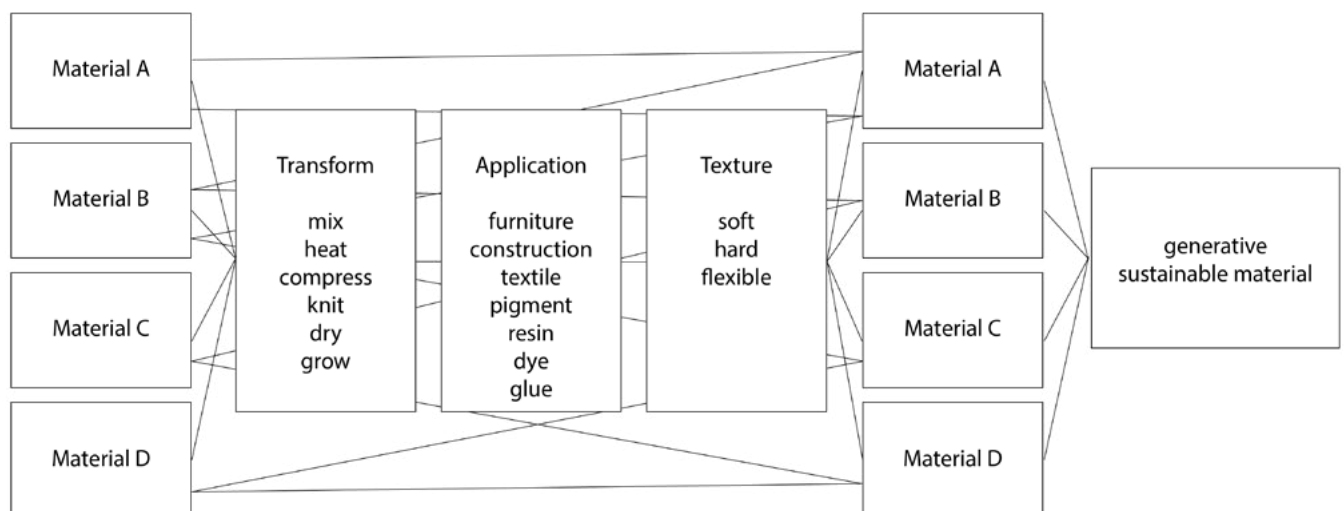 Material A
Material B
Material C
Material D
Transform
mix
heat
compress
knit
dry
grow
Application
furniture
construction
textile
pigment
resin
dye
glue
Texture
soft
hard
flexible
Material A
Material B
Material C
Material D
generative
sustainable material